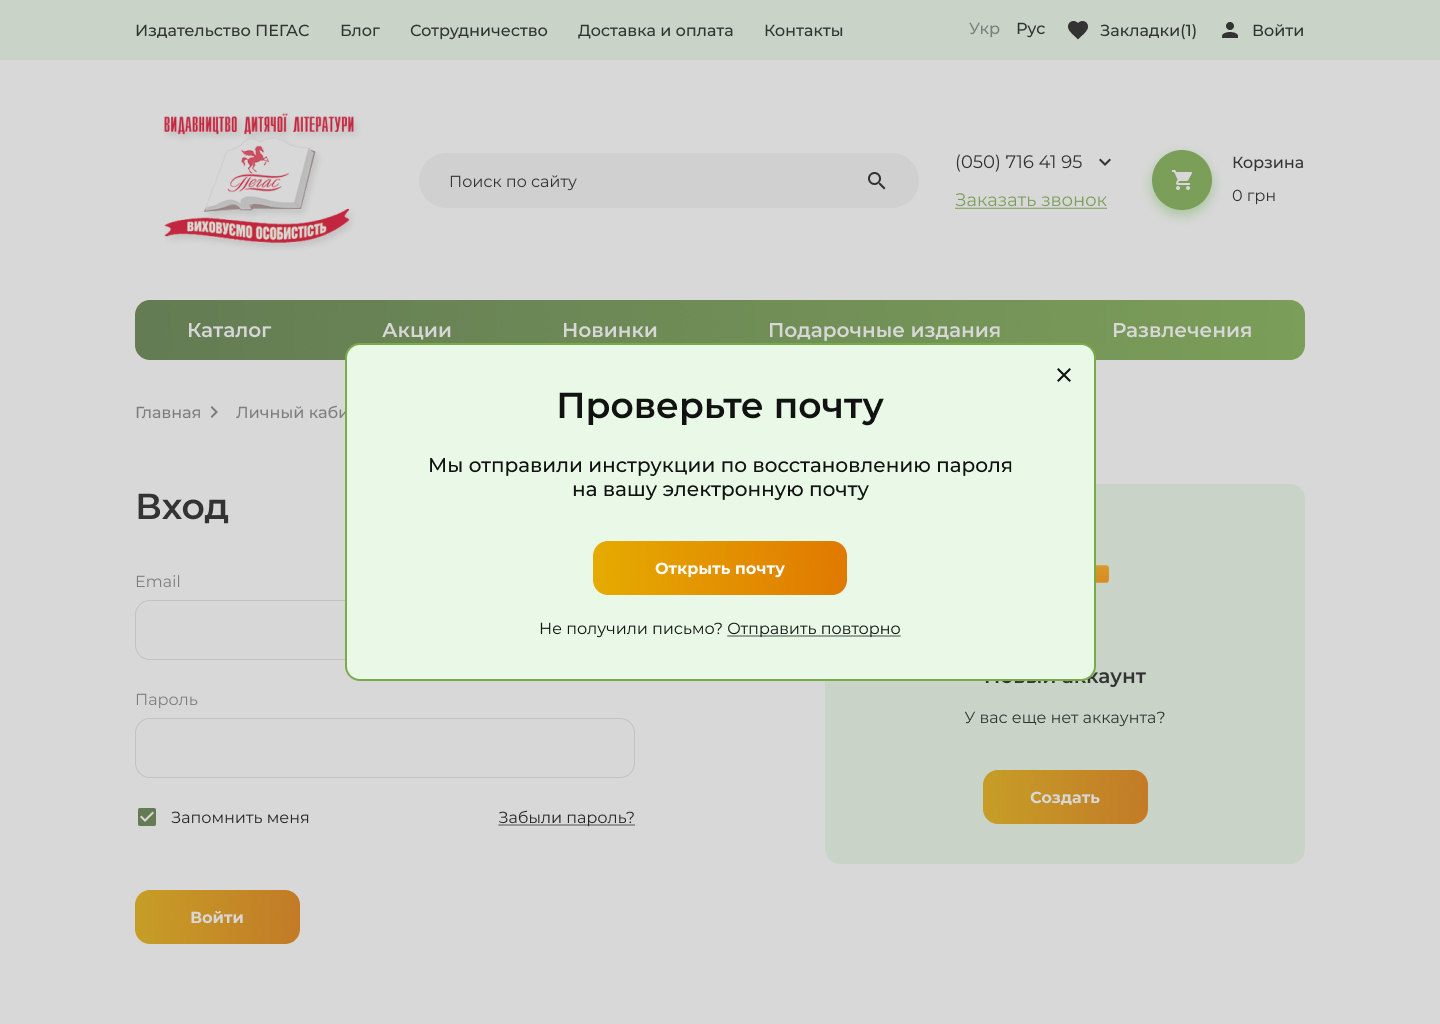 Издательство ПЕГАС Блог Сотрудничество Доставка и оплата Контакты Укр Рус Закладки(1) Войти
ВИДАВНИЦТВО ДИТЯЧОЇ ЛІТЕРАТУРИ
Пегас
ВИХОВУЄМО ОСОБИСТІСТЬ
Поиск по сайту
(050) 716 41 95
Заказать звонок
Корзина
0 грн
Каталог Акции Новинки Подарочные издания Развлечения
Главная Личный каби
Проверьте почту
Мы отправили инструкции по восстановлению пароля
на вашу электронную почту
Открыть почту
Не получили письмо? Отправить повторно
Вход
Email
Пароль
Запомнить меня Забыли пароль?
Войти
Новый аккаунт
У вас еще нет аккаунта?
Создать